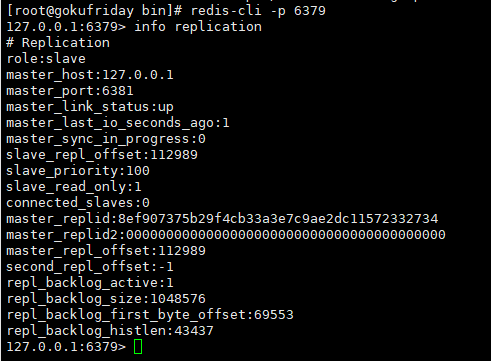 [root@gokufriday bin]# redis-cli -p 6379
127.0.0.1:6379> info replication
# Replication
role:slave
master_host:127.0.0.1
master_port:6381
master_link_status:up
master_last_io_seconds_ago:1
master_sync_in_progress:0
slave_repl_offset:112989
slave_priority:100
slave_read_only:1
connected_slaves:0
master_replid:8ef907375b29f4cb33a3e7c9ae2dc11572332734
master_replid2:0000000000000000000000000000000000000000
master_repl_offset:112989
second_repl_offset:-1
repl_backlog_active:1
repl_backlog_size:1048576
repl_backlog_first_byte_offset:69553
repl_backlog_histlen:43437
127.0.0.1:6379>